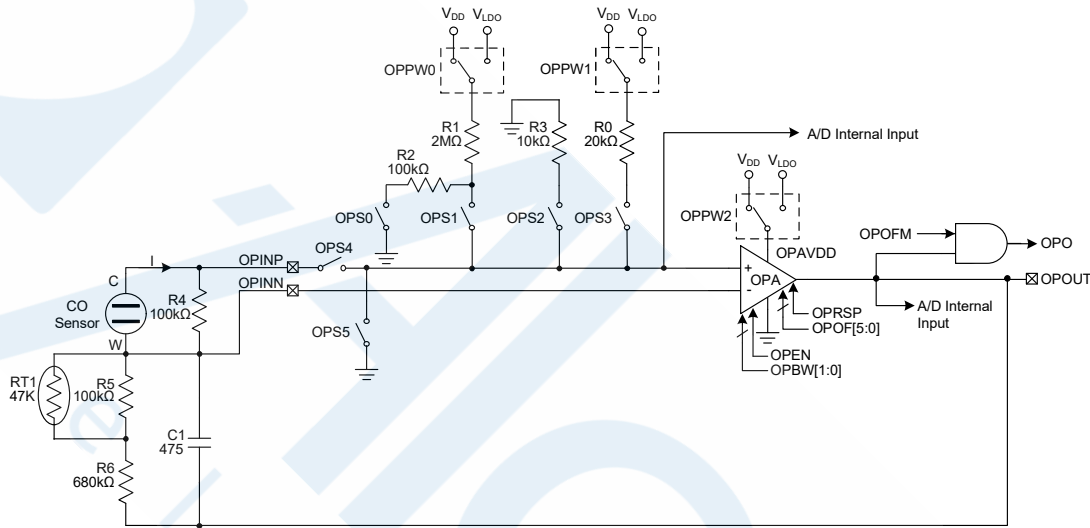 VDD VLDO
VDD VLDO
OPPW0
OPPW1
R1
2MΩ
R3
10kΩ
R0
20kΩ
A/D Internal Input
R2
100kΩ
VDD VLDO
OPS0
OPS1
OPS2
OPS3
OPPW2
OPAVDD
OPOFM
OPO
OPS4
I
OPINP
OPINN
+
-
OPA
OPOUT
C
CO
Sensor
R4
100kΩ
W
OPS5
A/D Internal
Input
OPRSP
OPOF[5:0]
OPEN
OPBW[1:0]
RT1
47K
R5
100kΩ
C1
475
R6
680kΩ